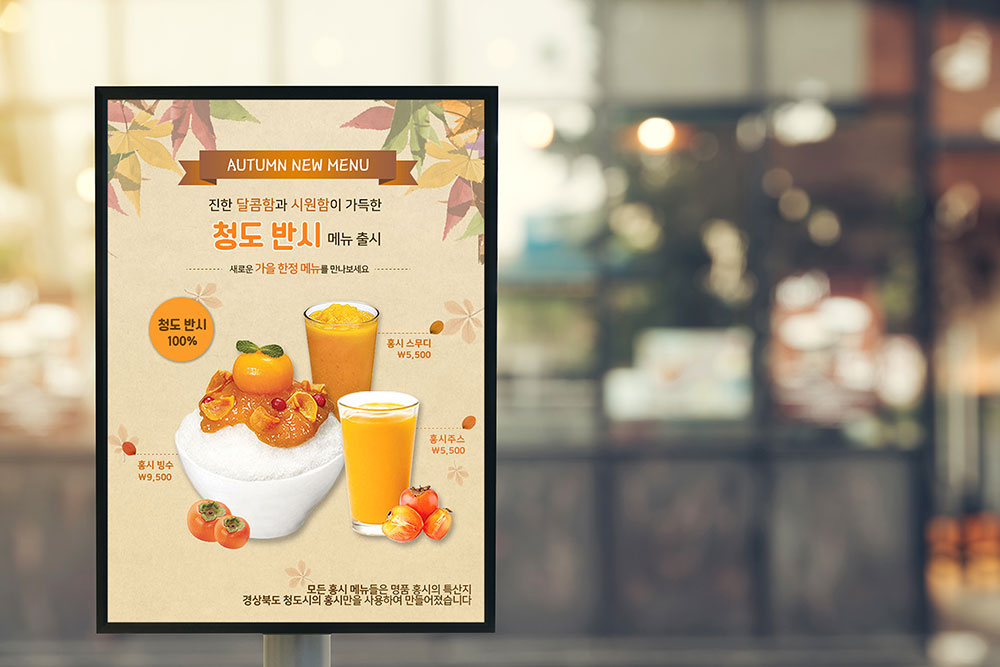 AUTUMN NEW MENU
진한 달콤함과 시원함이 가득한
청도 반시 메뉴 출시
새로운 가을 한정 메뉴를 만나보세요
청도 반시
100%
홍시 스무디
₩5,500
홍시주스
₩5,500
홍시 빙수
₩9,500
모든 홍시 메뉴들은 명품 홍시의 특산지
경상북도 청도시의 홍시만을 사용하여 만들어졌습니다